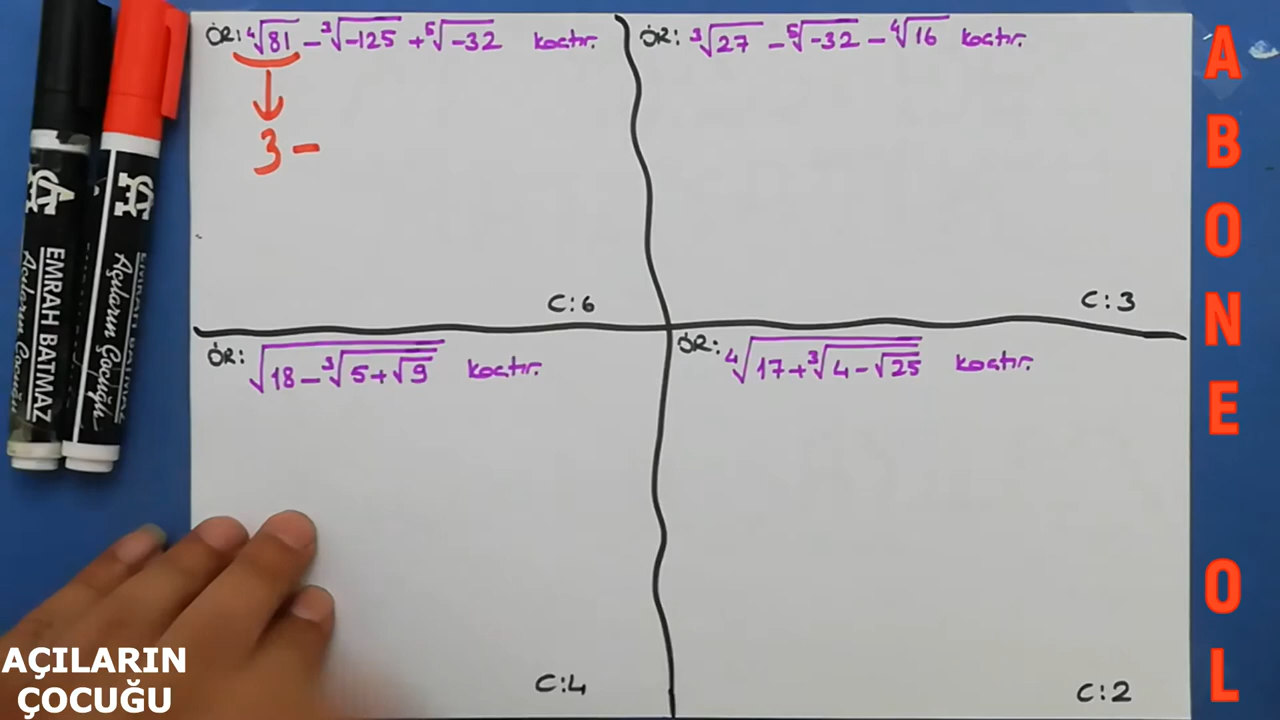 ÖR: ⁴√81 − ³√-125 + ⁵√-32 kaçtır.
3 −
C:6
ÖR: ³√27 − ⁵√-32 − ⁴√16 kaçtır.
C:3
ÖR: √(18 − ³√(5+√9)) kaçtır.
C:4
ÖR: ⁴√(17+³√(4−√25)) kaçtır.
C:2
EMRAH BATMAZ
Açıların Çocuğu
Açıların Çocuğu
ABONE OL
AÇILARIN
ÇOCUĞU